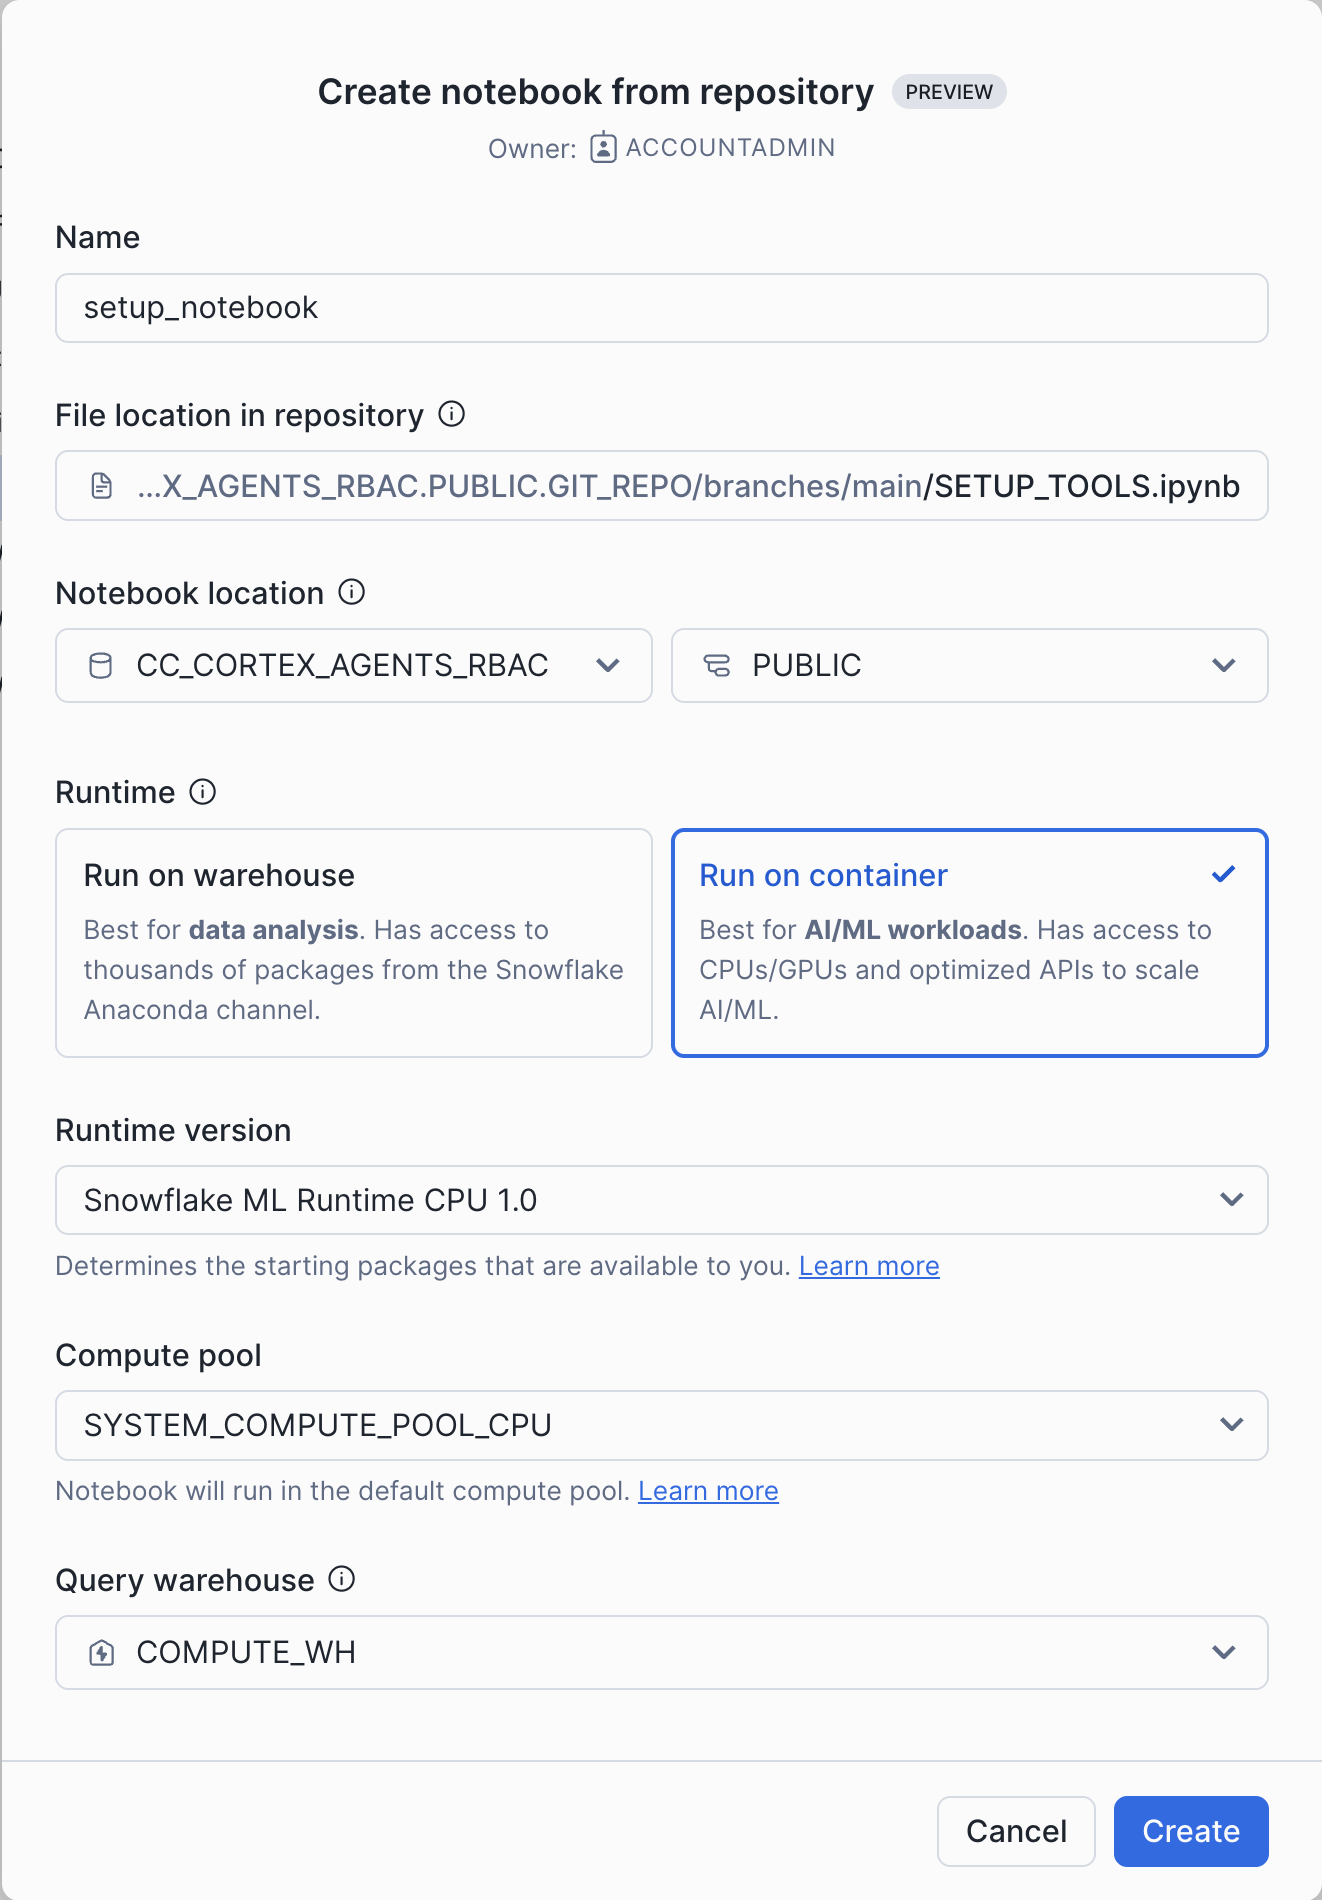 Create notebook from repository PREVIEW
Owner: ACCOUNTADMIN
Name
setup_notebook
File location in repository
...X_AGENTS_RBAC.PUBLIC.GIT_REPO/branches/main/SETUP_TOOLS.ipynb
Notebook location
CC_CORTEX_AGENTS_RBAC
PUBLIC
Runtime
Run on warehouse
Best for data analysis. Has access to
thousands of packages from the Snowflake
Anaconda channel.
Run on container
Best for AI/ML workloads. Has access to
CPUs/GPUs and optimized APIs to scale
AI/ML.
Runtime version
Snowflake ML Runtime CPU 1.0
Determines the starting packages that are available to you. Learn more
Compute pool
SYSTEM_COMPUTE_POOL_CPU
Notebook will run in the default compute pool. Learn more
Query warehouse
COMPUTE_WH
Cancel
Create